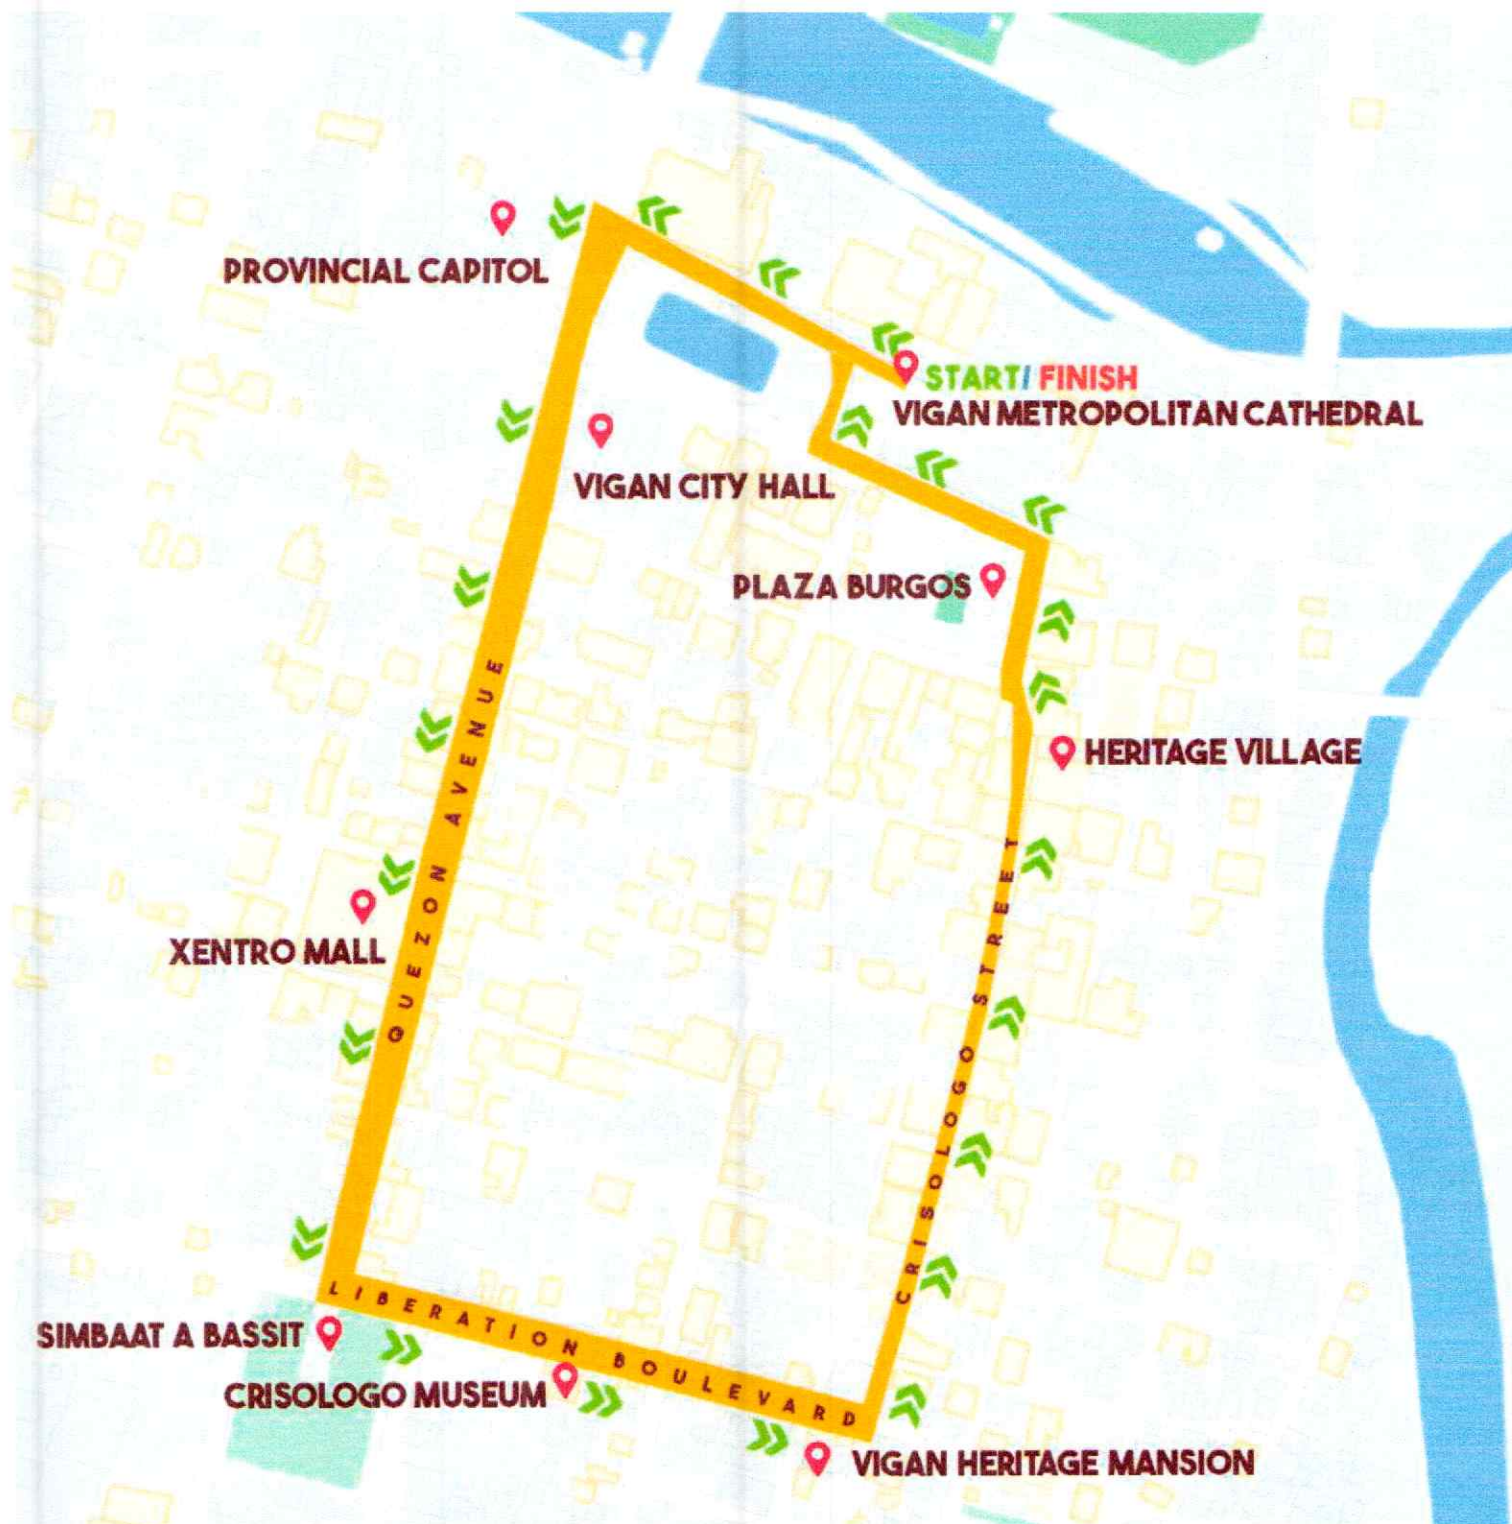 PROVINCIAL CAPITOL
START/ FINISH
VIGAN METROPOLITAN CATHEDRAL
VIGAN CITY HALL
PLAZA BURGOS
HERITAGE VILLAGE
QUEZON AVENUE
XENTRO MALL
CRISOLOGO STREET
LIBERATION BOULEVARD
SIMBAAT A BASSIT
CRISOLOGO MUSEUM
VIGAN HERITAGE MANSION